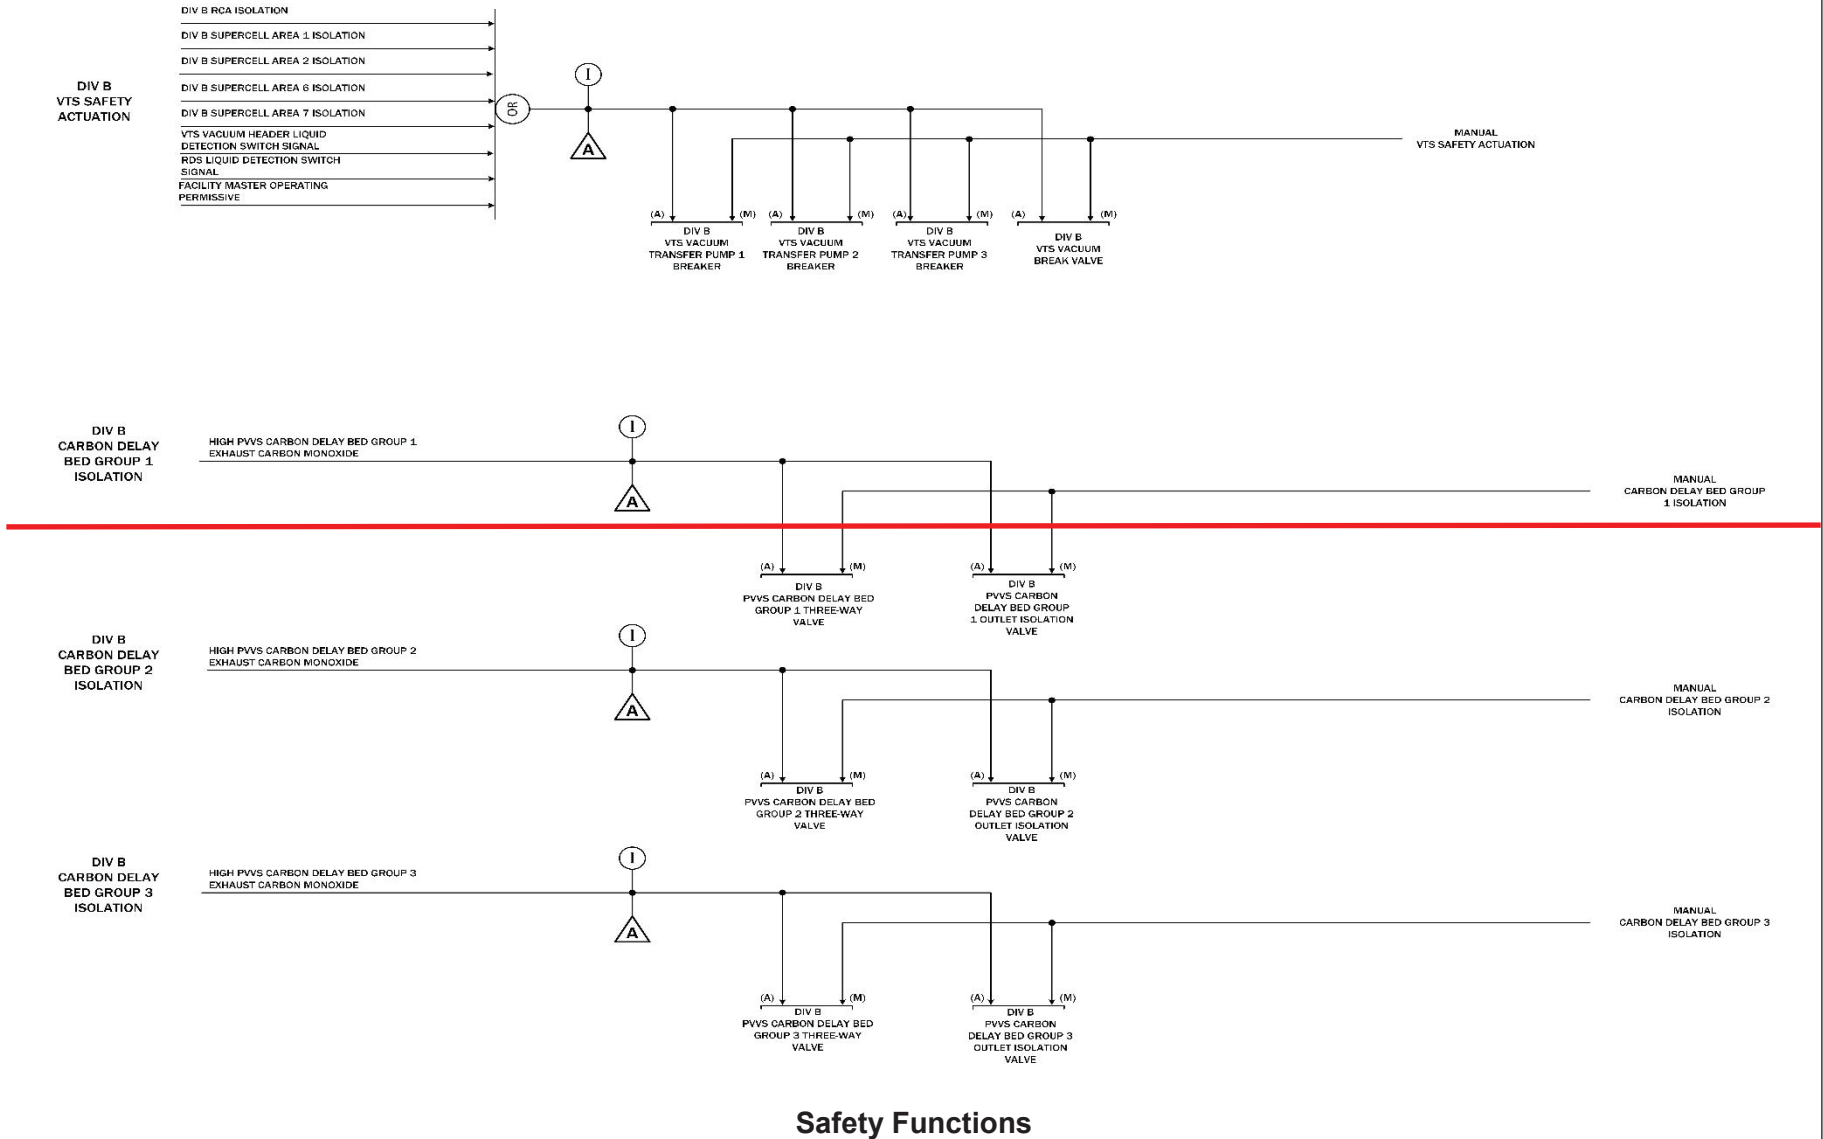 DIV B RCA ISOLATION
DIV B SUPERCELL AREA 1 ISOLATION
DIV B SUPERCELL AREA 2 ISOLATION
DIV B SUPERCELL AREA 6 ISOLATION
DIV B SUPERCELL AREA 7 ISOLATION
VTS VACUUM HEADER LIQUID
DETECTION SWITCH SIGNAL
RDS LIQUID DETECTION SWITCH
SIGNAL
FACILITY MASTER OPERATING
PERMISSIVE
DIV B
VTS SAFETY
ACTUATION
OR
I
A
MANUAL
VTS SAFETY ACTUATION
(A)
(M)
DIV B
VTS VACUUM
TRANSFER PUMP 1
BREAKER
(A)
(M)
DIV B
VTS VACUUM
TRANSFER PUMP 2
BREAKER
(A)
(M)
DIV B
VTS VACUUM
TRANSFER PUMP 3
BREAKER
(A)
(M)
DIV B
VTS VACUUM
BREAK VALVE
DIV B
CARBON DELAY
BED GROUP 1
ISOLATION
HIGH PVVS CARBON DELAY BED GROUP 1
EXHAUST CARBON MONOXIDE
I
A
MANUAL
CARBON DELAY BED GROUP
1 ISOLATION
(A)
(M)
DIV B
PVVS CARBON DELAY BED
GROUP 1 THREE-WAY
VALVE
(A)
(M)
DIV B
PVVS CARBON
DELAY BED GROUP
1 OUTLET ISOLATION
VALVE
DIV B
CARBON DELAY
BED GROUP 2
ISOLATION
HIGH PVVS CARBON DELAY BED GROUP 2
EXHAUST CARBON MONOXIDE
I
A
MANUAL
CARBON DELAY BED GROUP 2
ISOLATION
(A)
(M)
DIV B
PVVS CARBON DELAY BED
GROUP 2 THREE-WAY
VALVE
(A)
(M)
DIV B
PVVS CARBON
DELAY BED GROUP 2
OUTLET ISOLATION
VALVE
DIV B
CARBON DELAY
BED GROUP 3
ISOLATION
HIGH PVVS CARBON DELAY BED GROUP 3
EXHAUST CARBON MONOXIDE
I
A
MANUAL
CARBON DELAY BED GROUP 3
ISOLATION
(A)
(M)
DIV B
PVVS CARBON DELAY BED
GROUP 3 THREE-WAY
VALVE
(A)
(M)
DIV B
PVVS CARBON
DELAY BED GROUP 3
OUTLET ISOLATION
VALVE
Safety Functions